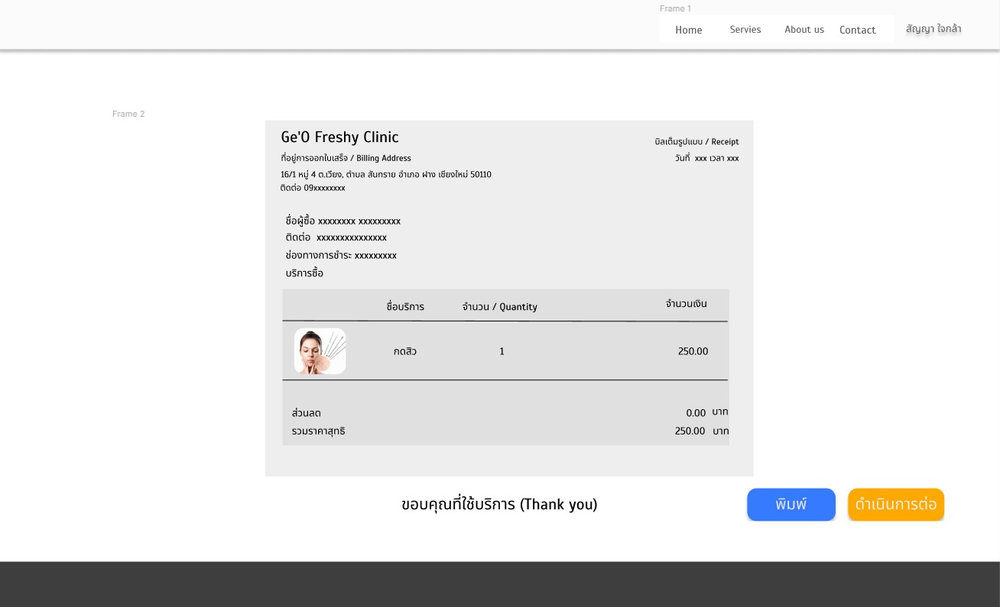 Frame 1
Home Servies About us Contact สัญญา ใจกล้า
Frame 2
Ge'O Freshy Clinic
บิลเต็มรูปแบบ / Receipt
ที่อยู่การออกใบเสร็จ / Billing Address
วันที่ xxx เวลา xxx
16/1 หมู่ 4 ต.เวียง, ตำบล สันทราย อำเภอ ฝาง เชียงใหม่ 50110
ติดต่อ 09xxxxxxxx
ชื่อผู้ซื้อ xxxxxxxx xxxxxxxxx
ติดต่อ xxxxxxxxxxxxxxx
ช่องทางการชำระ xxxxxxxxx
บริการซื้อ
ชื่อบริการ จำนวน / Quantity จำนวนเงิน
กดสิว 1 250.00
ส่วนลด 0.00 บาท
รวมราคาสุทธิ 250.00 บาท
ขอบคุณที่ใช้บริการ (Thank you)
พิมพ์ ดำเนินการต่อ